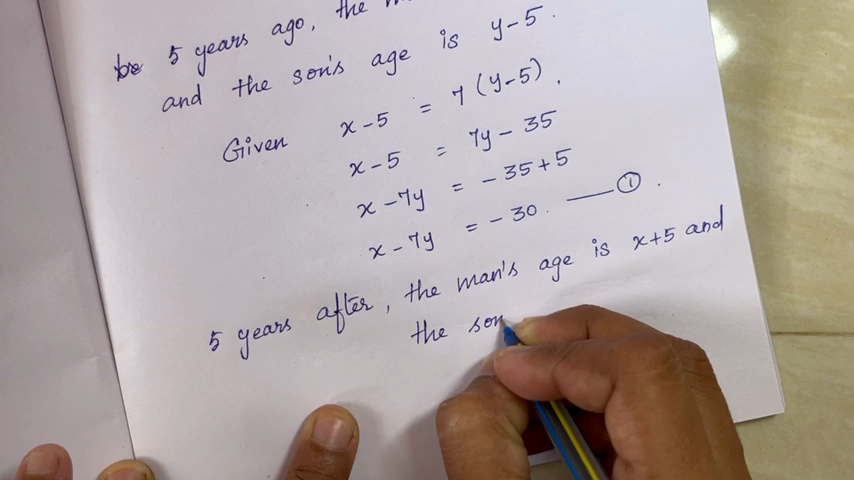 be 5 years ago, the
and the son's age is y-5.
Given x-5 = 7(y-5).
x-5 = 7y-35
x-7y = -35+5
x-7y = -30. ——①.
5 years after, the man's age is x+5 and
the son